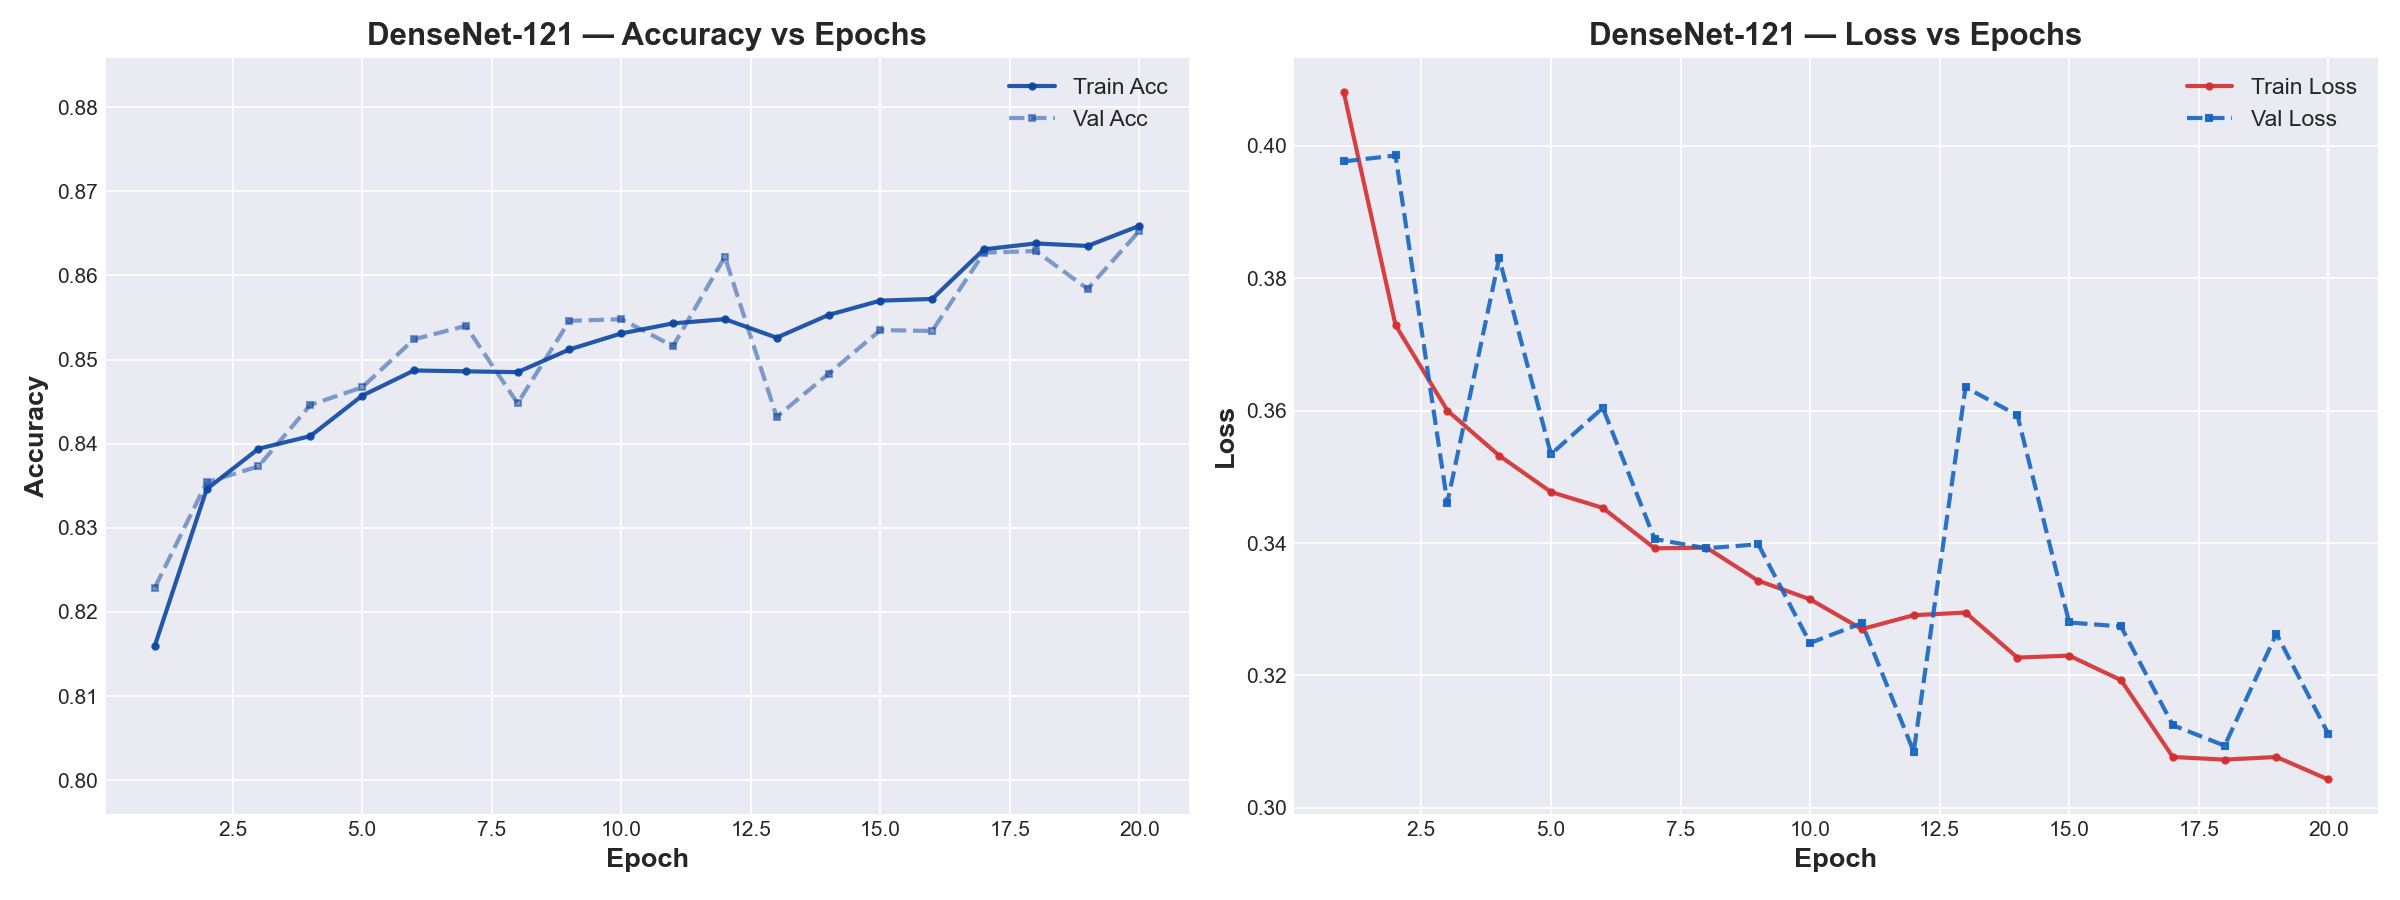 DenseNet-121 — Accuracy vs Epochs
Train Acc
Val Acc
0.88
0.87
0.86
0.85
0.84
0.83
0.82
0.81
0.80
Accuracy
2.5 5.0 7.5 10.0 12.5 15.0 17.5 20.0
Epoch
DenseNet-121 — Loss vs Epochs
Train Loss
Val Loss
0.40
0.38
0.36
0.34
0.32
0.30
Loss
2.5 5.0 7.5 10.0 12.5 15.0 17.5 20.0
Epoch